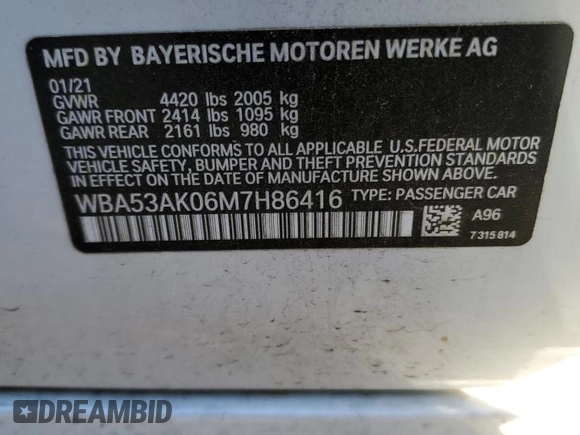 MFD BY BAYERISCHE MOTOREN WERKE AG
01/21
GVWR 4420 lbs 2005 kg
GAWR FRONT 2414 lbs 1095 kg
GAWR REAR 2161 lbs 980 kg
THIS VEHICLE CONFORMS TO ALL APPLICABLE U.S.FEDERAL MOTOR
VEHICLE SAFETY, BUMPER AND THEFT PREVENTION STANDARDS
IN EFFECT ON THE DATE OF MANUFACTURE SHOWN ABOVE.
WBA53AK06M7H86416 TYPE: PASSENGER CAR
A96
7 315 814
DREAMBID